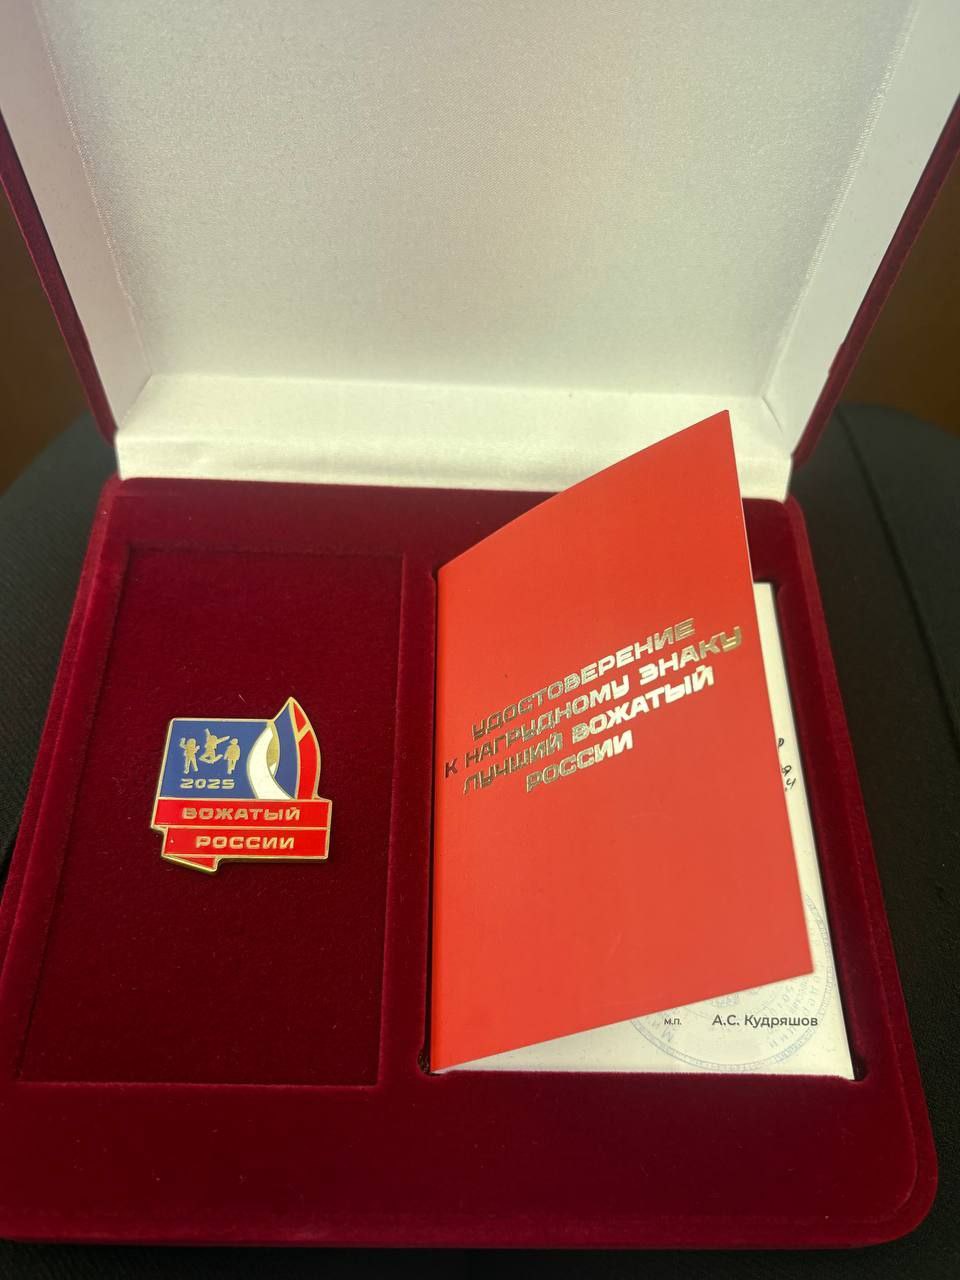 2025
ВОЖАТЫЙ
РОССИИ
УДОСТОВЕРЕНИЕ
К НАГРУДНОМУ ЗНАКУ
ЛУЧШИЙ ВОЖАТЫЙ
РОССИИ
М.П. А.С. Кудряшов